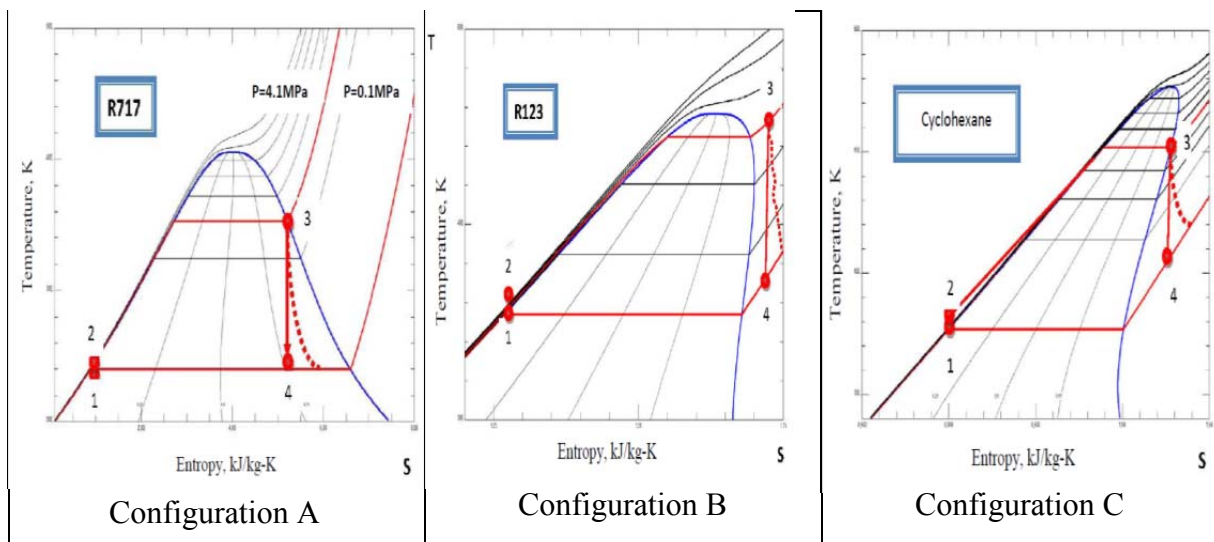 R717
P=4.1MPa
P=0.1MPa
3
2
1
4
Temperature, K
Entropy, kJ/kg-K
S
Configuration A
T
R123
3
2
1
4
Temperature, K
Entropy, kJ/kg-K
S
Configuration B
Cyclohexane
3
2
1
4
Temperature, K
Entropy, kJ/kg-K
S
Configuration C